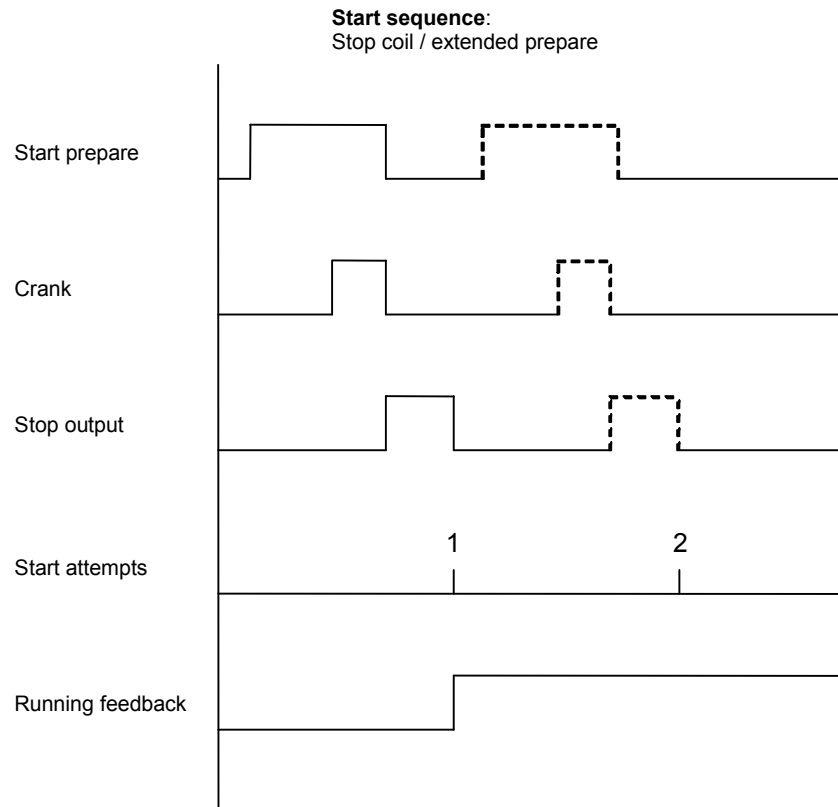 Start sequence:
Stop coil / extended prepare
Start prepare
Crank
Stop output
1
2
Start attempts
Running feedback